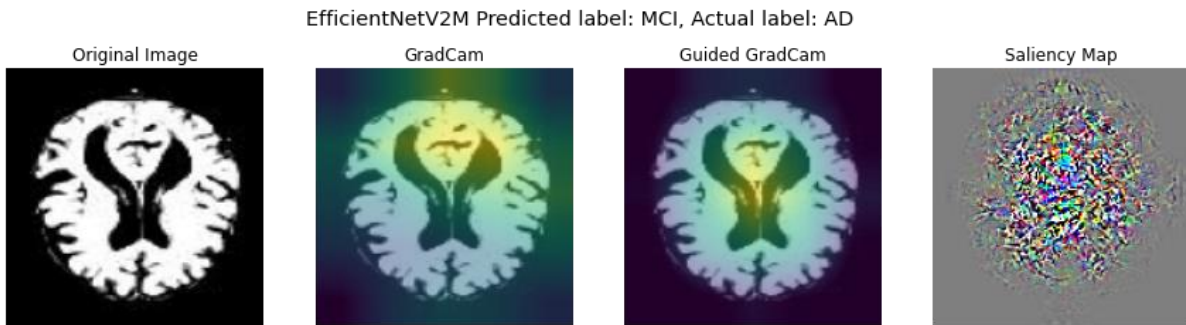 EfficientNetV2M Predicted label: MCI, Actual label: AD
Original Image
GradCam
Guided GradCam
Saliency Map